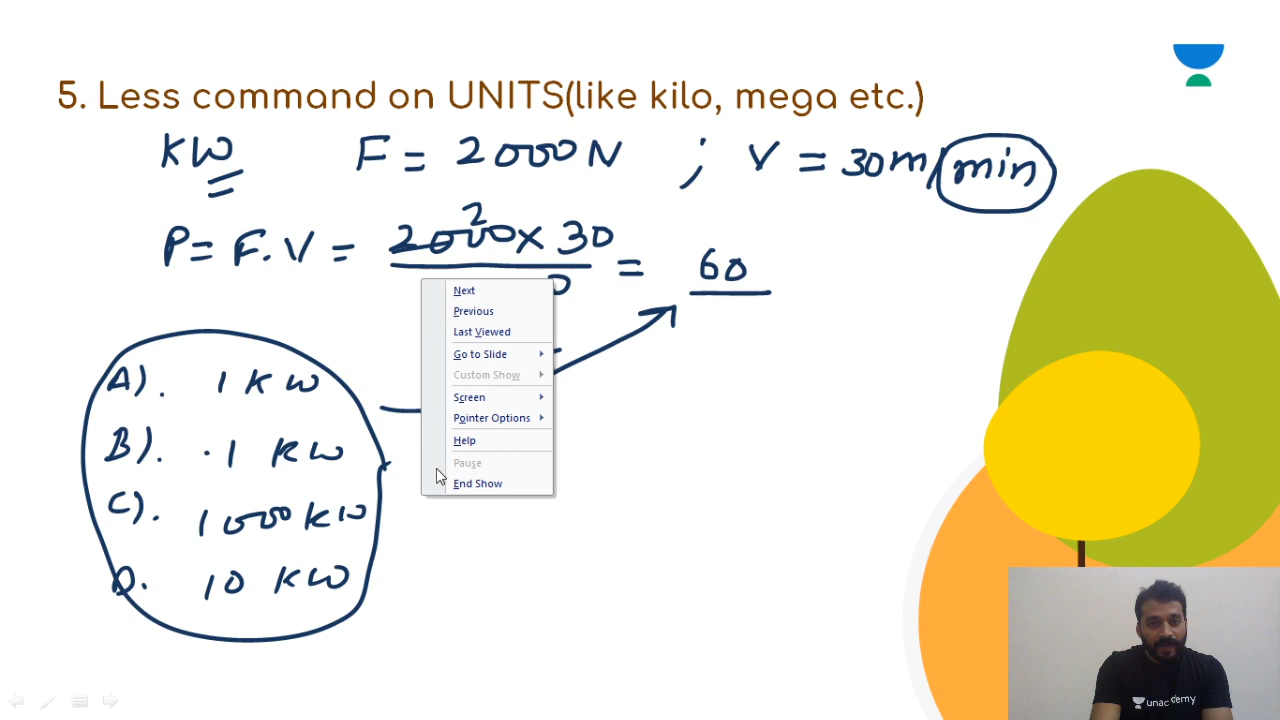 5. Less command on UNITS(like kilo, mega etc.)
KW F = 2000N ; V = 30m/min
P = F.V = 2000 x 30 = 60
2
0
Next
Previous
Last Viewed
Go to Slide
Custom Show
Screen
Pointer Options
Help
Pause
End Show
A). 1 KW
B). .1 KW
C). 1000 KW
D. 10 KW
unacademy